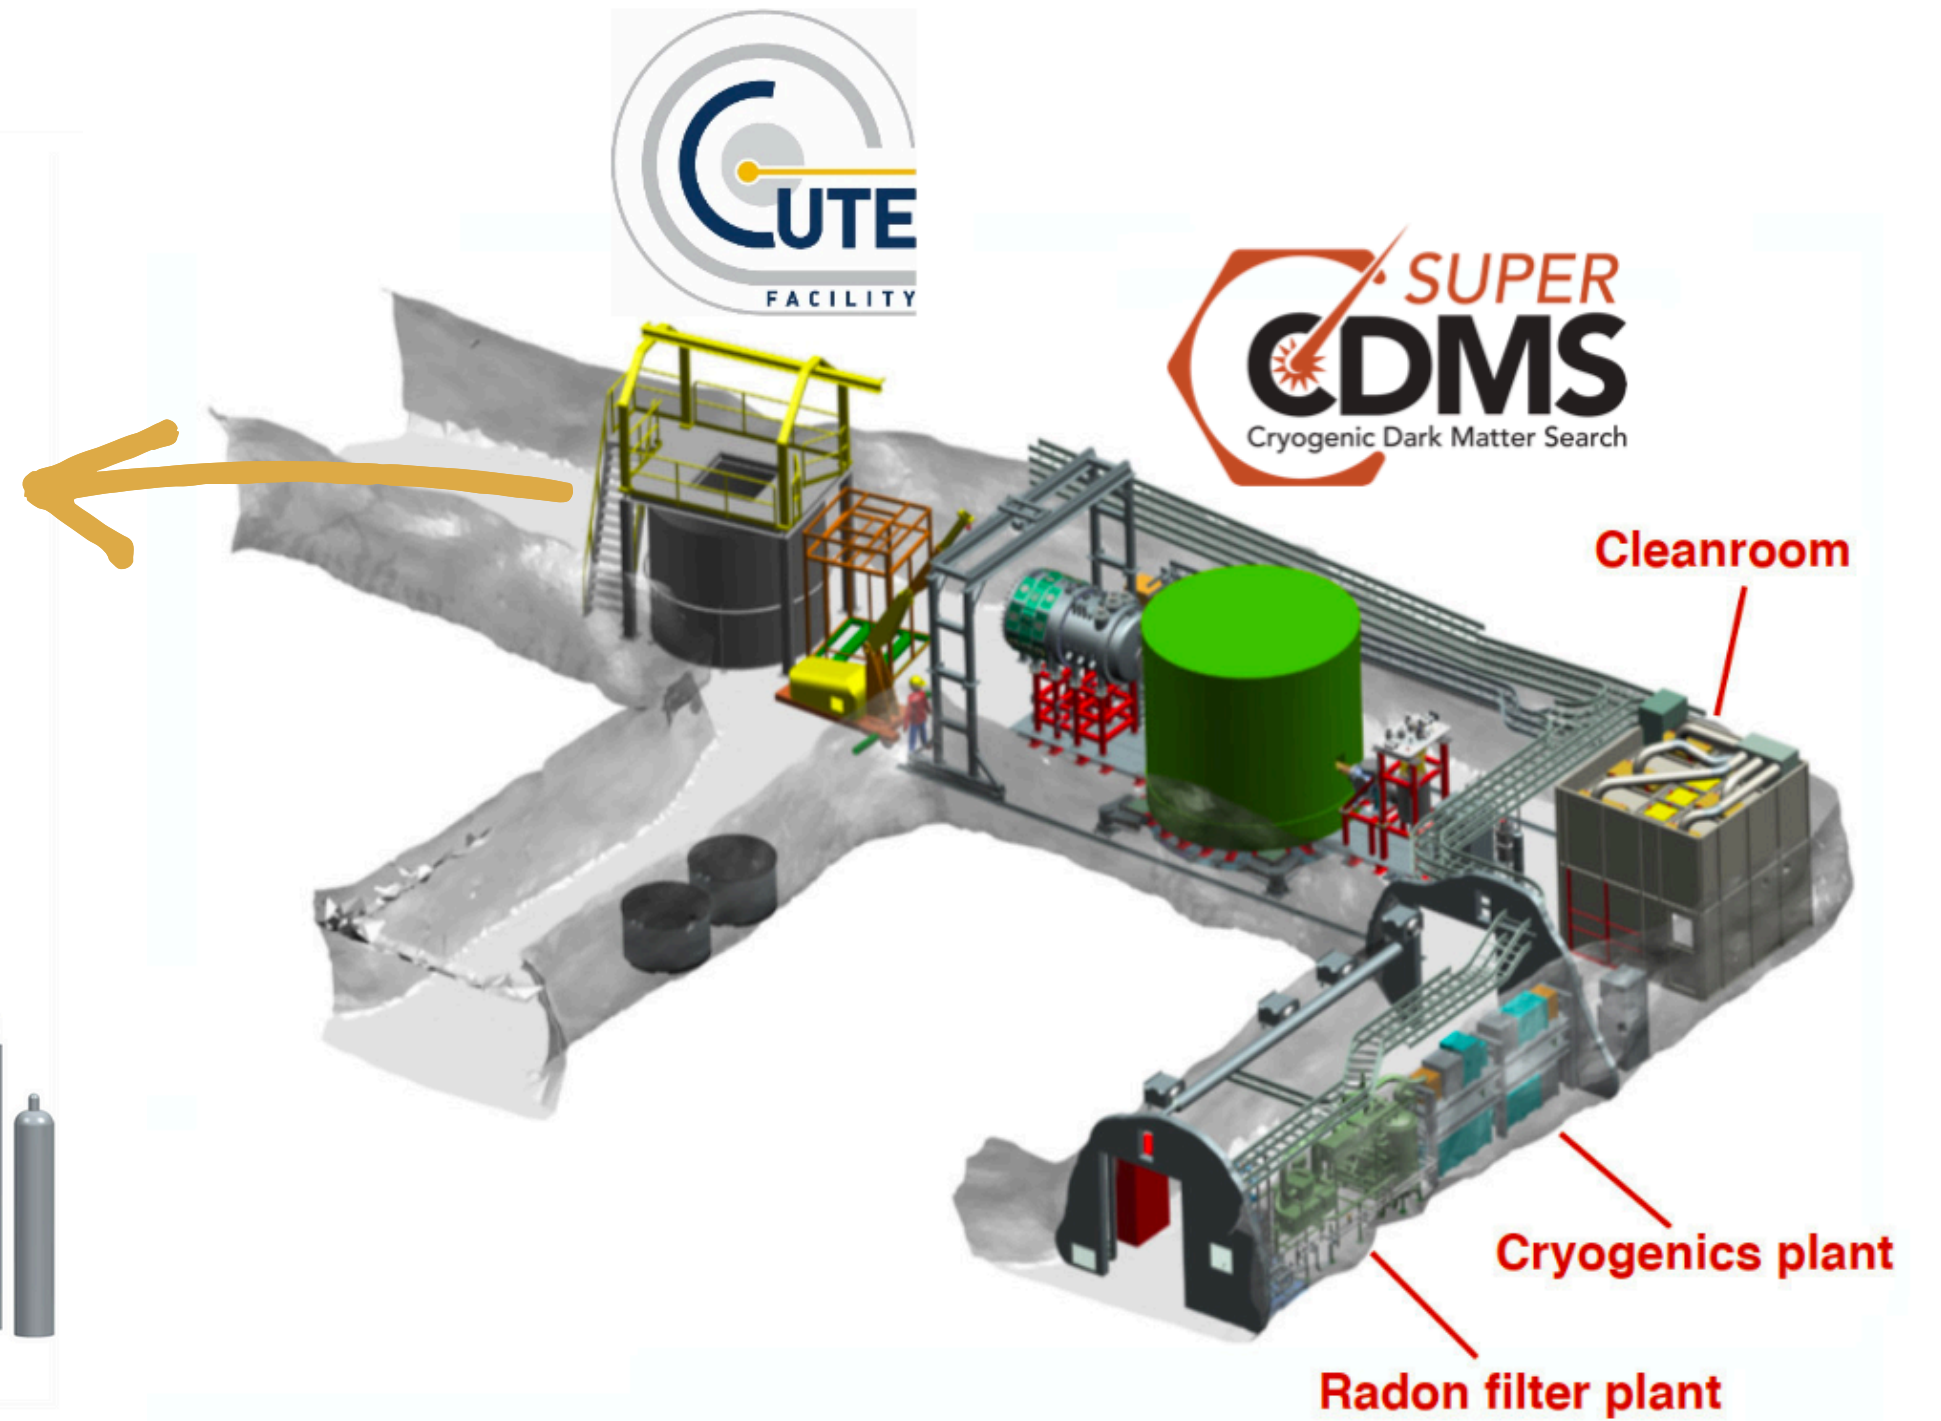 CUTE
FACILITY
SUPER
CDMS
Cryogenic Dark Matter Search
Cleanroom
Cryogenics plant
Radon filter plant